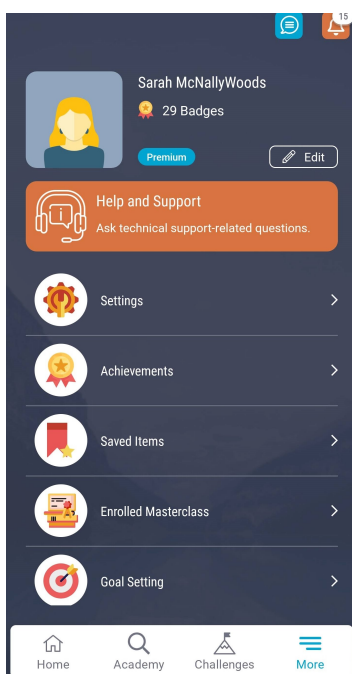 15
Sarah McNallyWoods
29 Badges
Premium
Edit
Help and Support
Ask technical support-related questions.
Settings
Achievements
Saved Items
Enrolled Masterclass
Goal Setting
Home Academy Challenges More